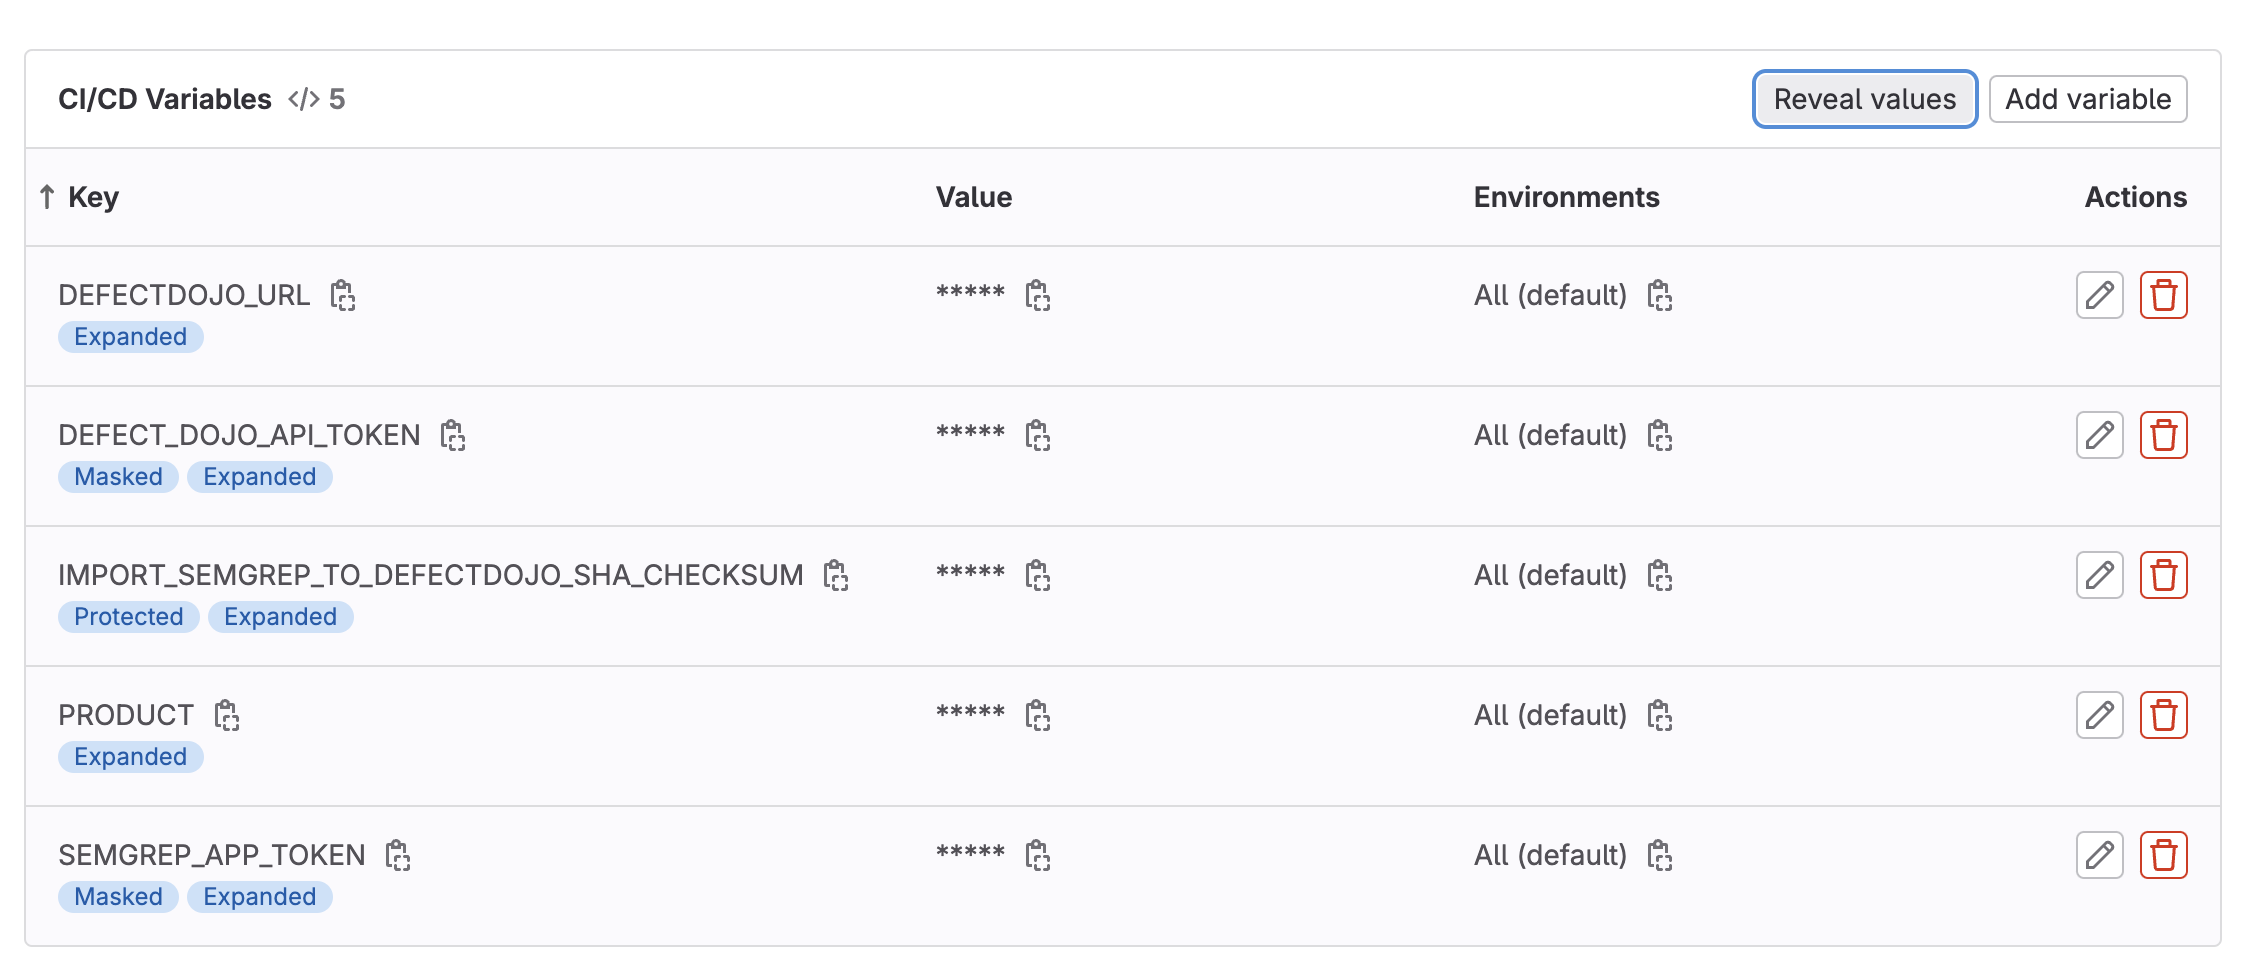 CI/CD Variables </> 5 Reveal values Add variable
↑ Key Value Environments Actions
DEFECTDOJO_URL ***** All (default)
Expanded
DEFECT_DOJO_API_TOKEN ***** All (default)
Masked Expanded
IMPORT_SEMGREP_TO_DEFECTDOJO_SHA_CHECKSUM ***** All (default)
Protected Expanded
PRODUCT ***** All (default)
Expanded
SEMGREP_APP_TOKEN ***** All (default)
Masked Expanded